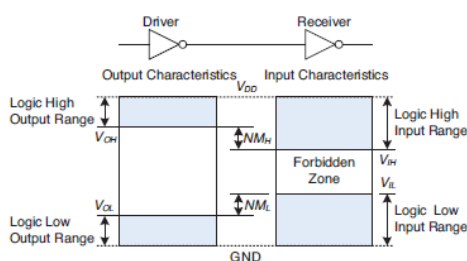 Driver Receiver
Output Characteristics Input Characteristics
V_DD
Logic High
Output Range
V_OH
NM_H
Logic High
Input Range
V_IH
Forbidden
Zone
V_IL
V_OL
NM_L
Logic Low
Output Range
Logic Low
Input Range
GND